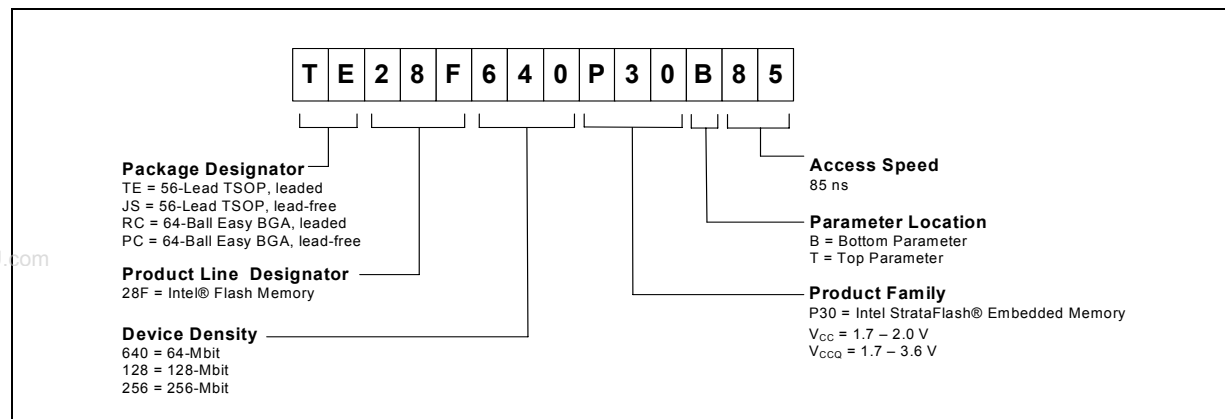 T E 2 8 F 6 4 0 P 3 0 B 8 5
Package Designator
TE = 56-Lead TSOP, leaded
JS = 56-Lead TSOP, lead-free
RC = 64-Ball Easy BGA, leaded
PC = 64-Ball Easy BGA, lead-free
Product Line Designator
28F = Intel® Flash Memory
Device Density
640 = 64-Mbit
128 = 128-Mbit
256 = 256-Mbit
Access Speed
85 ns
Parameter Location
B = Bottom Parameter
T = Top Parameter
Product Family
P30 = Intel StrataFlash® Embedded Memory
VCC = 1.7 – 2.0 V
VCCQ = 1.7 – 3.6 V
.com